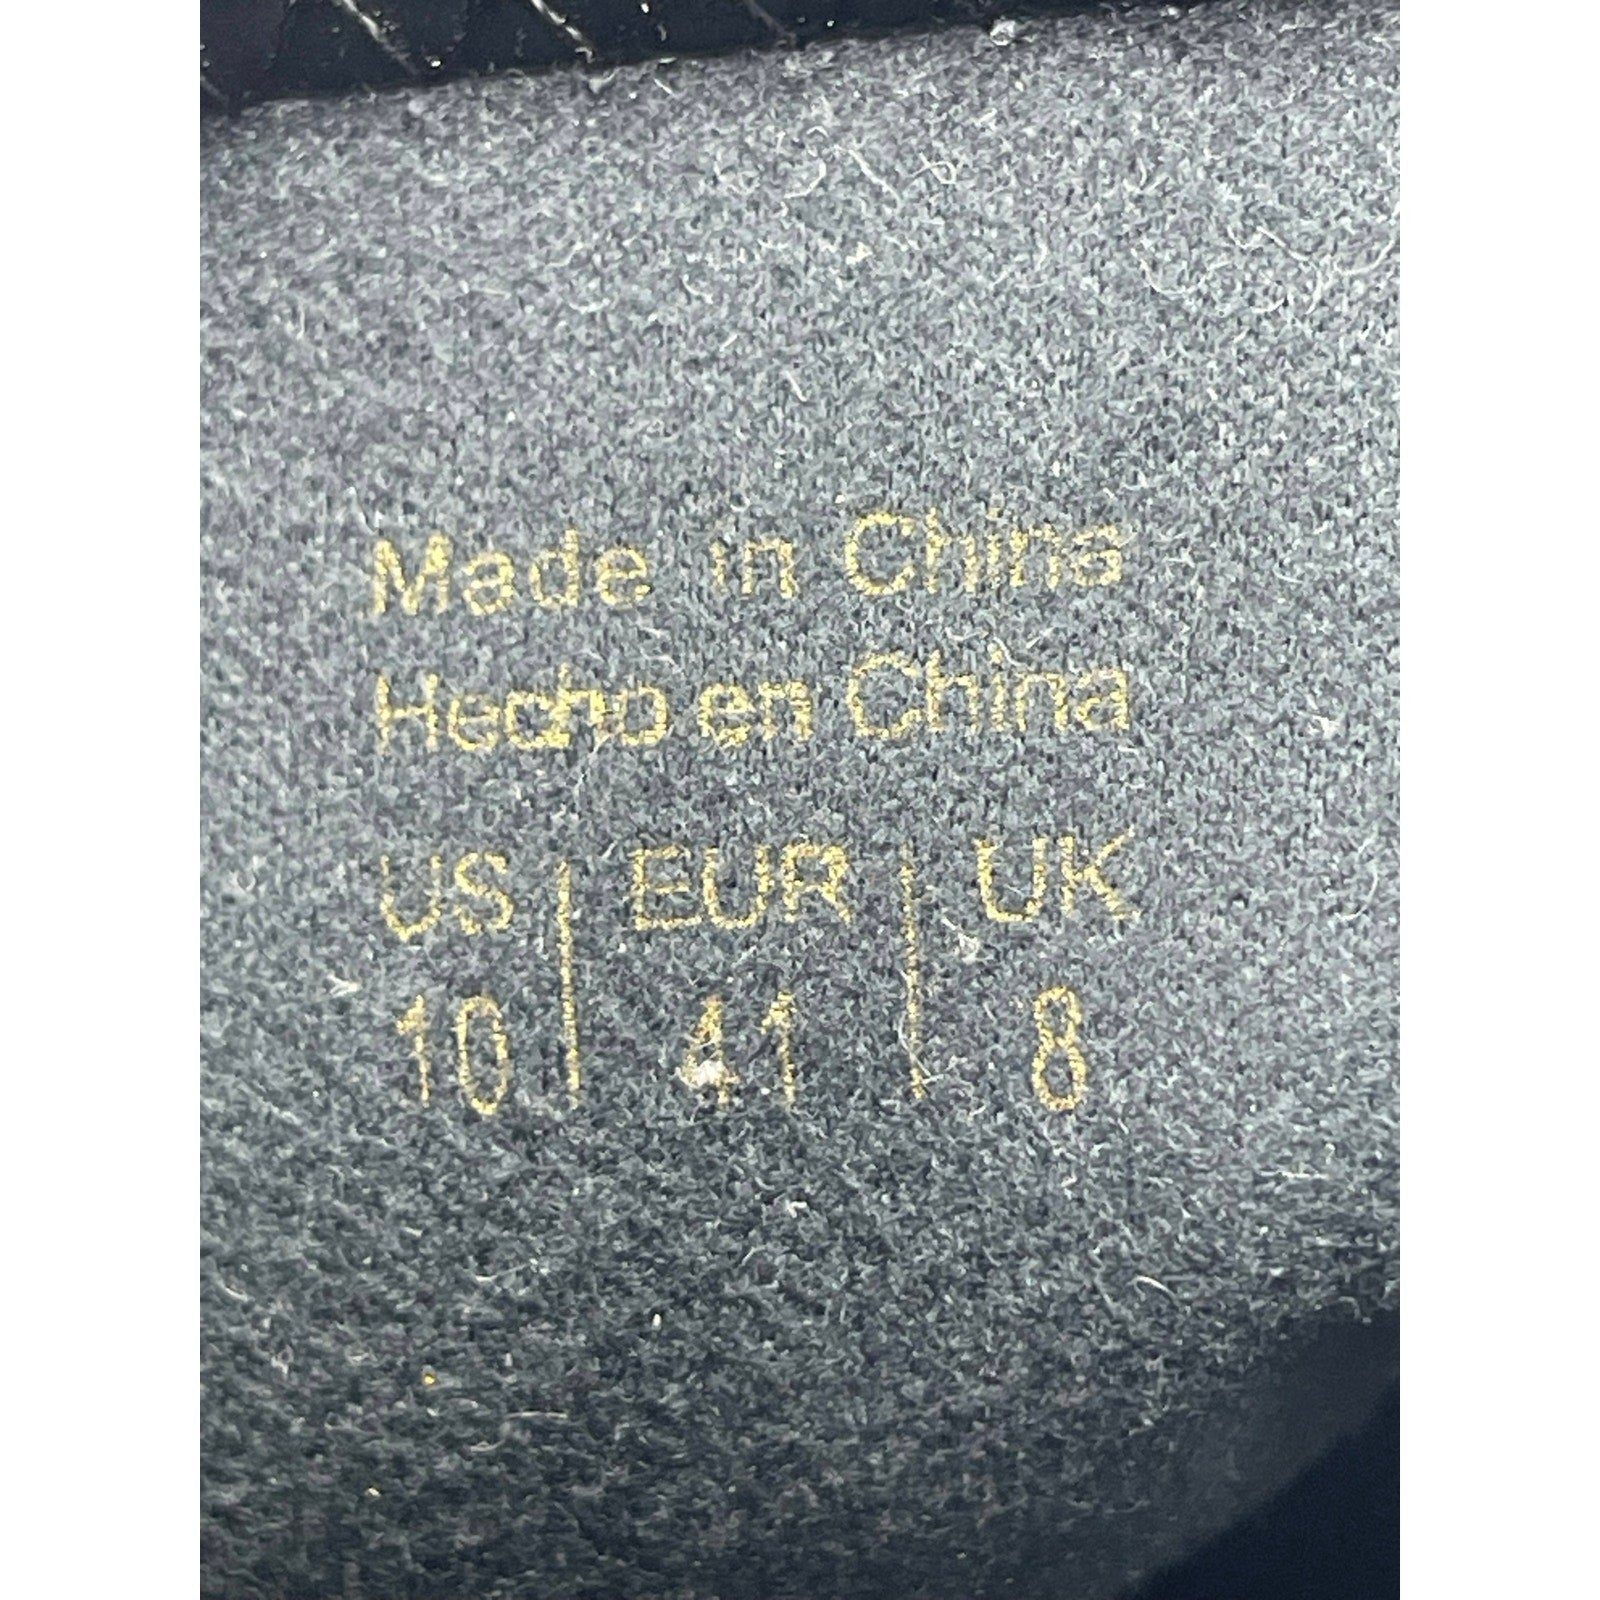 Made in China
Hecho en China
US | EUR | UK
10 | 41 | 8